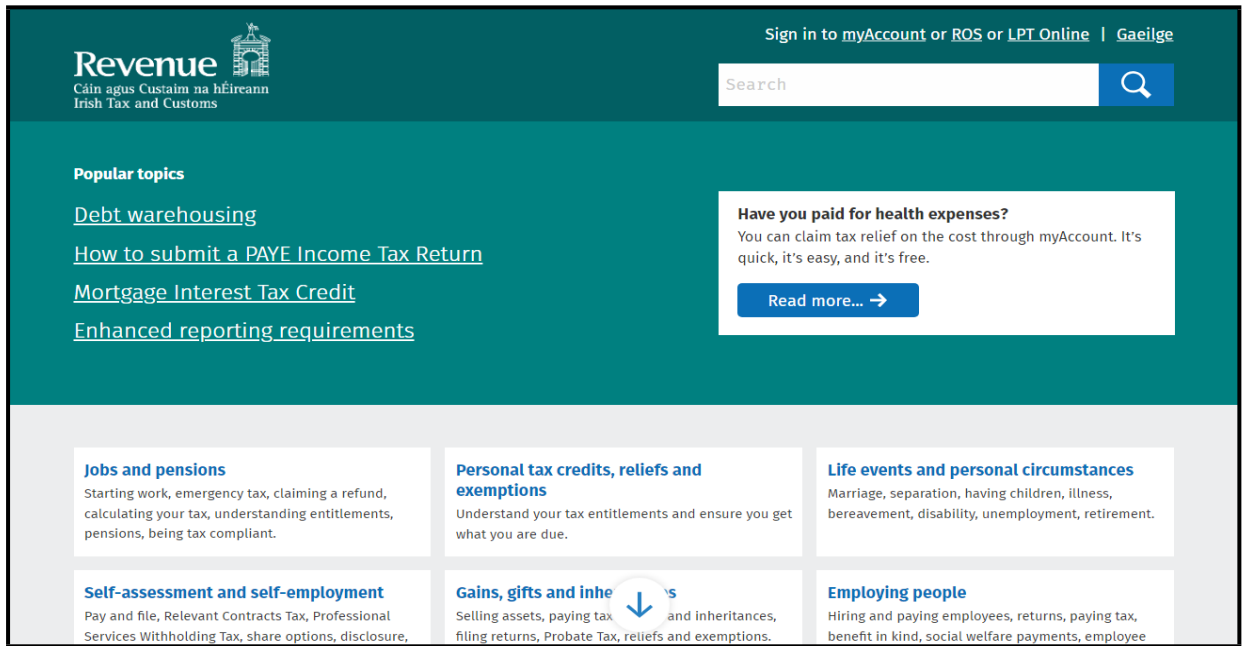 Revenue
Cáin agus Custaim na hÉireann
Irish Tax and Customs
Sign in to myAccount or ROS or LPT Online | Gaeilge
Search
Popular topics
Debt warehousing
How to submit a PAYE Income Tax Return
Mortgage Interest Tax Credit
Enhanced reporting requirements
Have you paid for health expenses?
You can claim tax relief on the cost through myAccount. It's
quick, it's easy, and it's free.
Read more...
Jobs and pensions
Starting work, emergency tax, claiming a refund,
calculating your tax, understanding entitlements,
pensions, being tax compliant.
Personal tax credits, reliefs and
exemptions
Understand your tax entitlements and ensure you get
what you are due.
Life events and personal circumstances
Marriage, separation, having children, illness,
bereavement, disability, unemployment, retirement.
Self-assessment and self-employment
Pay and file, Relevant Contracts Tax, Professional
Services Withholding Tax, share options, disclosure,
Gains, gifts and
Selling assets, paying tax and inheritances,
filing returns, Probate Tax, reliefs and exemptions.
Employing people
Hiring and paying employees, returns, paying tax,
benefit in kind, social welfare payments, employee